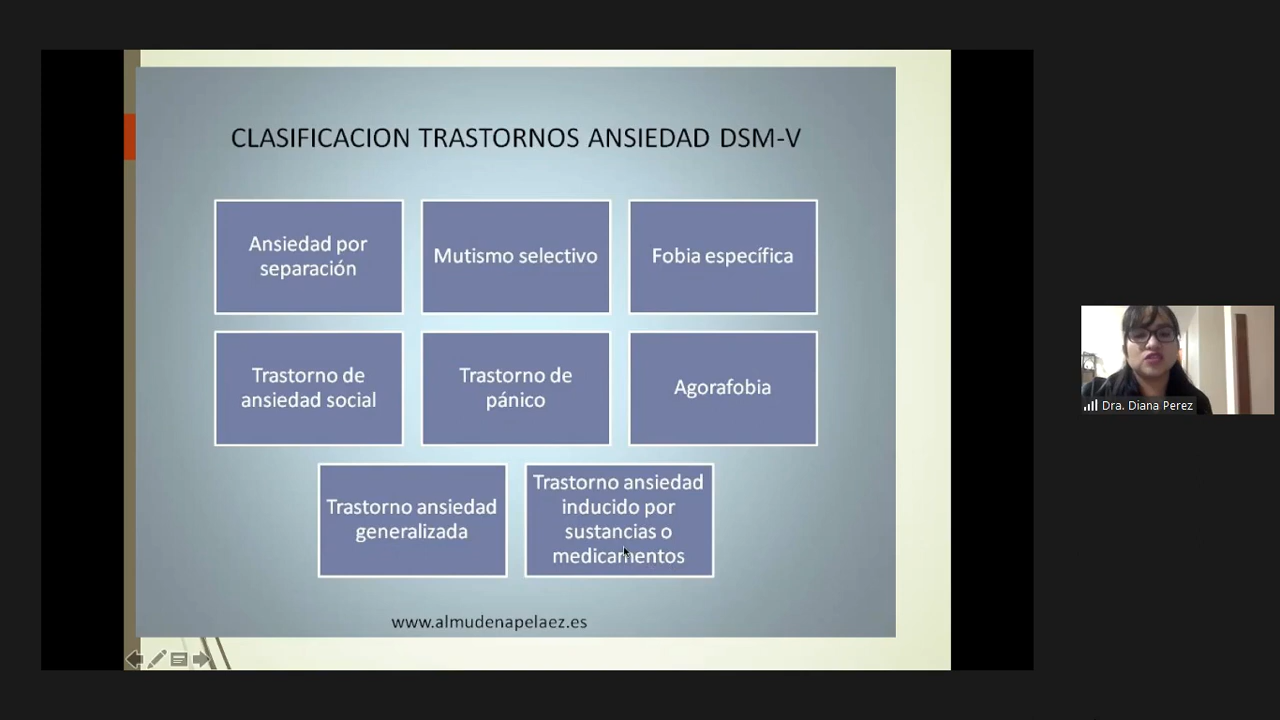 CLASIFICACION TRASTORNOS ANSIEDAD DSM-V
Ansiedad por
separación
Mutismo selectivo
Fobia específica
Trastorno de
ansiedad social
Trastorno de
pánico
Agorafobia
Trastorno ansiedad
generalizada
Trastorno ansiedad
inducido por
sustancias o
medicamentos
www.almudenapelaez.es
Dra. Diana Perez